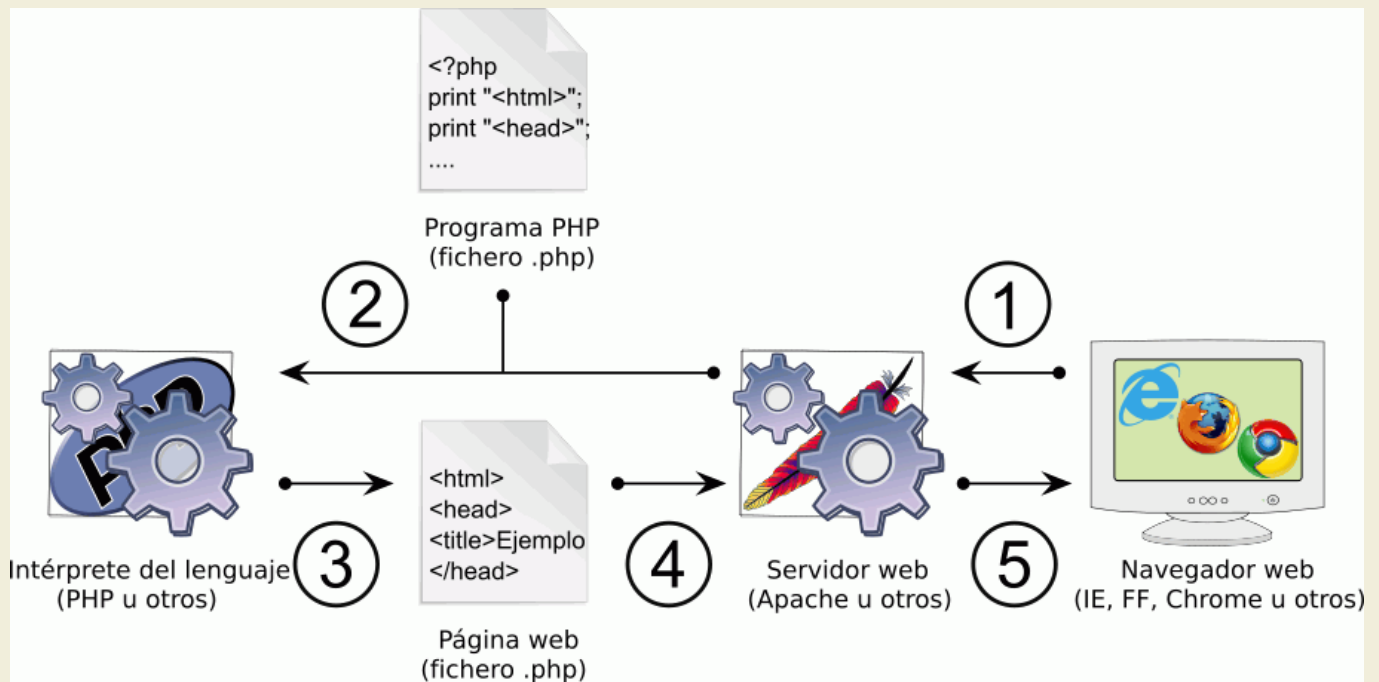 <?php
print "<html>";
print "<head>";
....
Programa PHP
(fichero .php)
2
1
Intérprete del lenguaje
(PHP u otros)
3
<html>
<head>
<title>Ejemplo
</head>
Página web
(fichero .php)
4
Servidor web
(Apache u otros)
5
Navegador web
(IE, FF, Chrome u otros)